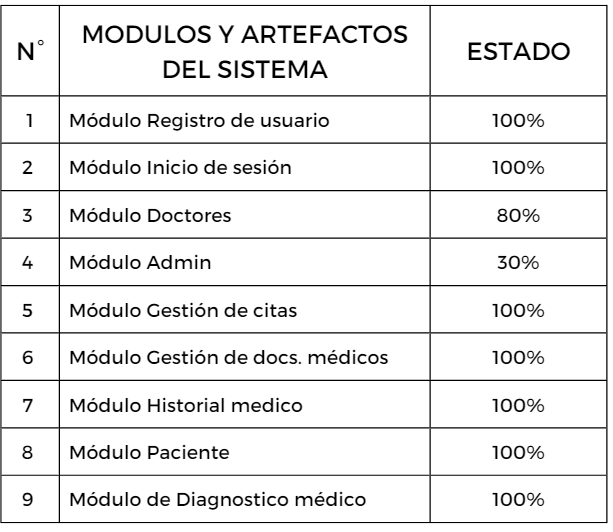 N° MODULOS Y ARTEFACTOS DEL SISTEMA ESTADO
1 Módulo Registro de usuario 100%
2 Módulo Inicio de sesión 100%
3 Módulo Doctores 80%
4 Módulo Admin 30%
5 Módulo Gestión de citas 100%
6 Módulo Gestión de docs. médicos 100%
7 Módulo Historial medico 100%
8 Módulo Paciente 100%
9 Módulo de Diagnostico médico 100%